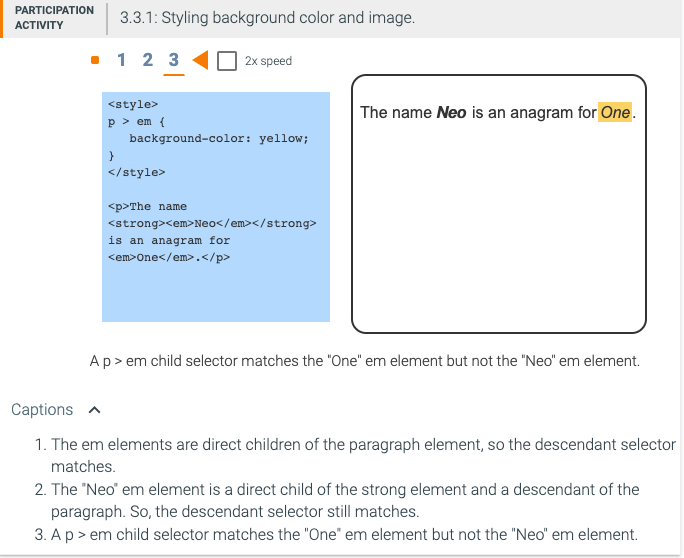 PARTICIPATION
ACTIVITY
3.3.1: Styling background color and image.
1 2 3 2x speed
<style>
p > em {
   background-color: yellow;
}
</style>
<p>The name
<strong><em>Neo</em></strong>
is an anagram for
<em>One</em>.</p>
The name Neo is an anagram for One.
A p > em child selector matches the "One" em element but not the "Neo" em element.
Captions
1. The em elements are direct children of the paragraph element, so the descendant selector
matches.
2. The "Neo" em element is a direct child of the strong element and a descendant of the
paragraph. So, the descendant selector still matches.
3. A p > em child selector matches the "One" em element but not the "Neo" em element.